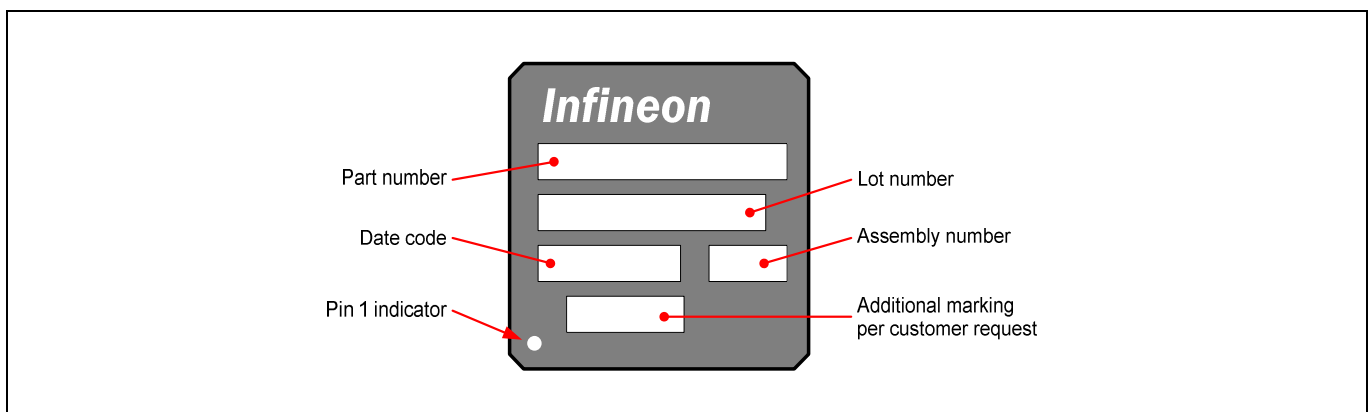 Infineon
Part number
Lot number
Date code
Assembly number
Pin 1 indicator
Additional marking
per customer request